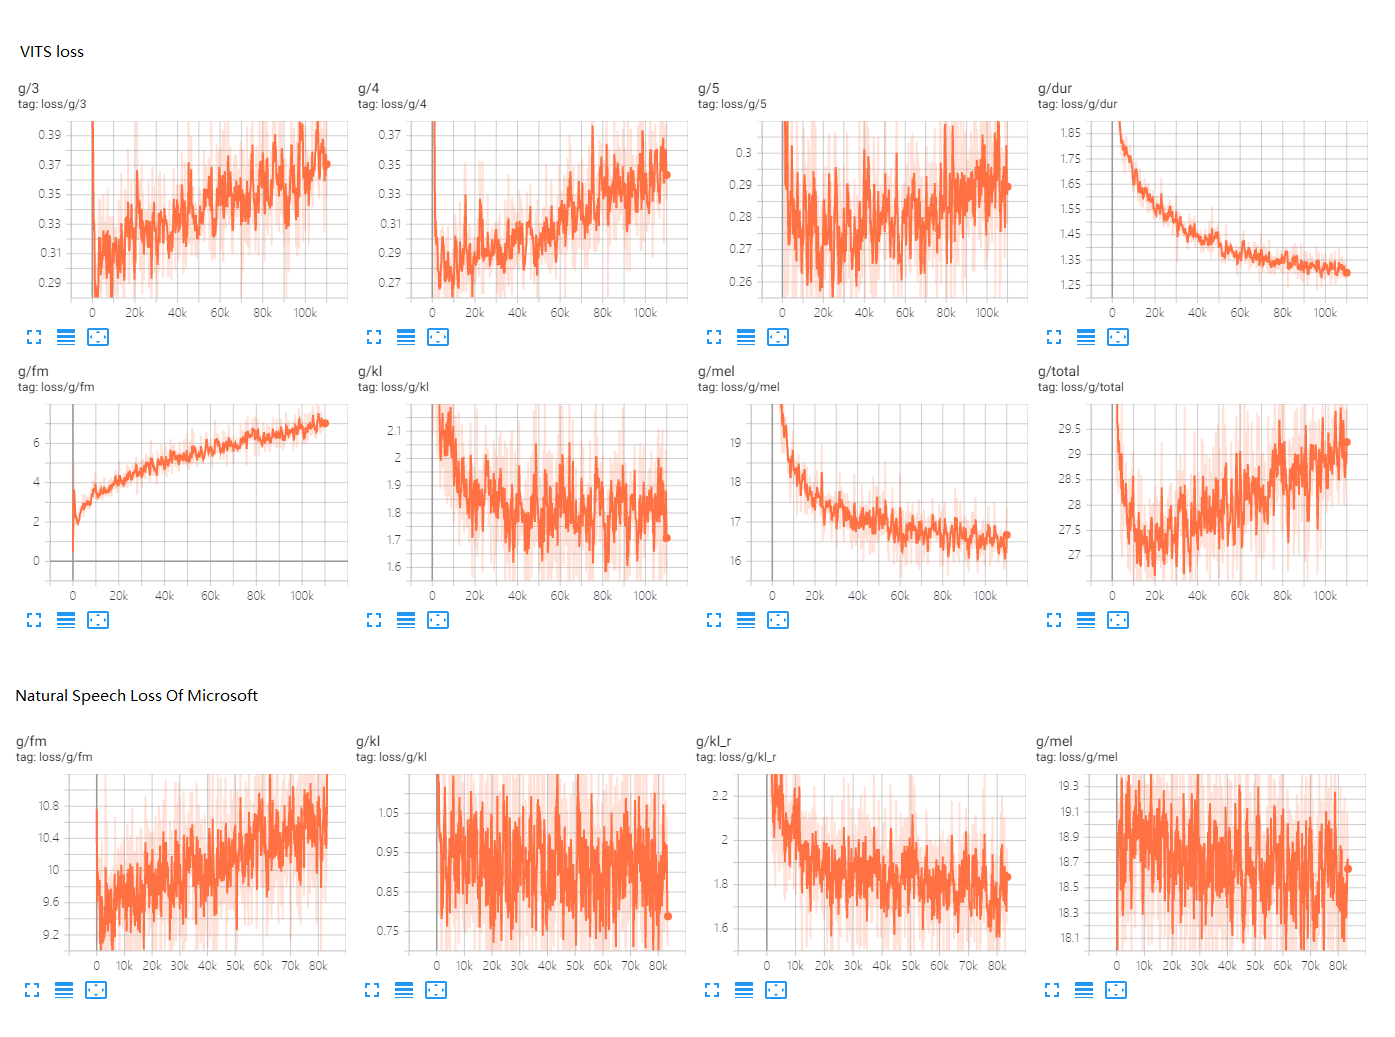 VITS loss
g/3
tag: loss/g/3
0.39
0.37
0.35
0.33
0.31
0.29
0 20k 40k 60k 80k 100k
g/4
tag: loss/g/4
0.37
0.35
0.33
0.31
0.29
0.27
0 20k 40k 60k 80k 100k
g/5
tag: loss/g/5
0.3
0.29
0.28
0.27
0.26
0 20k 40k 60k 80k 100k
g/dur
tag: loss/g/dur
1.85
1.75
1.65
1.55
1.45
1.35
1.25
0 20k 40k 60k 80k 100k
g/fm
tag: loss/g/fm
6
4
2
0
0 20k 40k 60k 80k 100k
g/kl
tag: loss/g/kl
2.1
2
1.9
1.8
1.7
1.6
0 20k 40k 60k 80k 100k
g/mel
tag: loss/g/mel
19
18
17
16
0 20k 40k 60k 80k 100k
g/total
tag: loss/g/total
29.5
29
28.5
28
27.5
27
0 20k 40k 60k 80k 100k
Natural Speech Loss Of Microsoft
g/fm
tag: loss/g/fm
10.8
10.4
10
9.6
9.2
0 10k 20k 30k 40k 50k 60k 70k 80k
g/kl
tag: loss/g/kl
1.05
0.95
0.85
0.75
0 10k 20k 30k 40k 50k 60k 70k 80k
g/kl_r
tag: loss/g/kl_r
2.2
2
1.8
1.6
0 10k 20k 30k 40k 50k 60k 70k 80k
g/mel
tag: loss/g/mel
19.3
19.1
18.9
18.7
18.5
18.3
18.1
0 10k 20k 30k 40k 50k 60k 70k 80k